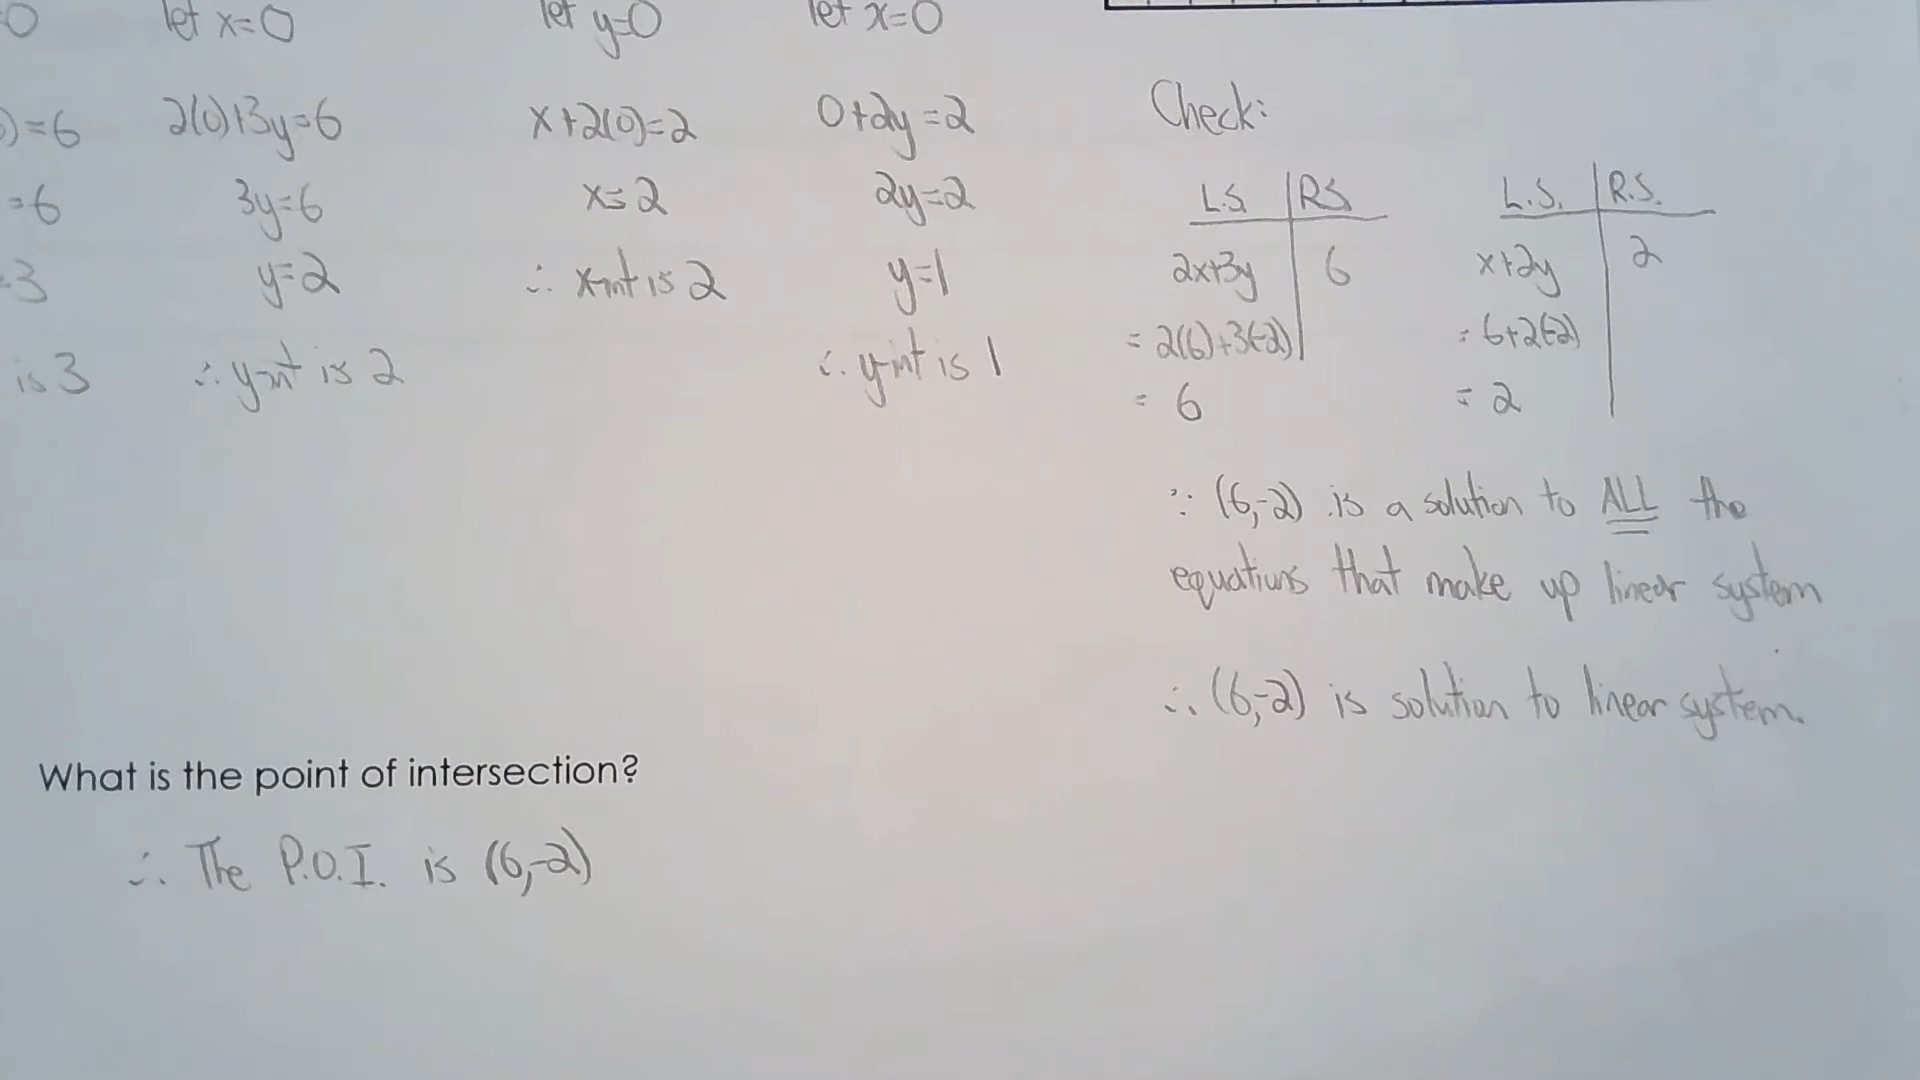 0 let x=0 let y=0 let x=0
)=6 2(0)+3y=6 x+2(0)=2 0+2y=2
=6 3y=6 x=2 2y=2
3 y=2 ∴ x-int is 2 y=1
is 3 ∴ y-int is 2 ∴ y-int is 1
Check:
L.S. R.S.
2x+3y 6
= 2(6)+3(-2)
= 6
L.S. R.S.
x+2y 2
= 6+2(-2)
= 2
∵ (6,-2) is a solution to ALL the
equations that make up linear system
∴ (6,-2) is solution to linear system.
What is the point of intersection?
∴ The P.O.I. is (6,-2)